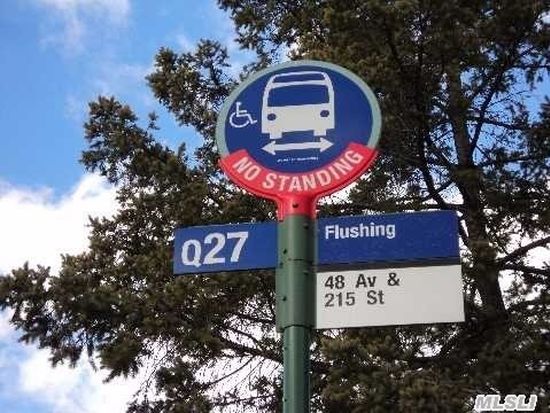 NO STANDING
Q27
Flushing
48 Av &
215 St
MLSLI